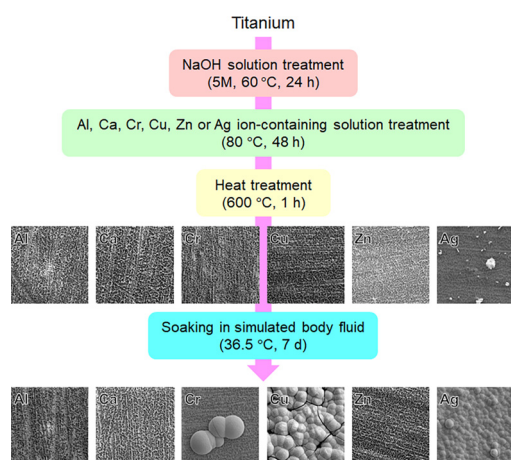 Titanium
NaOH solution treatment
(5M, 60 °C, 24 h)
Al, Ca, Cr, Cu, Zn or Ag ion-containing solution treatment
(80 °C, 48 h)
Heat treatment
(600 °C, 1 h)
Al Ca Cr Cu Zn Ag
Soaking in simulated body fluid
(36.5 °C, 7 d)
Al Ca Cr Cu Zn Ag